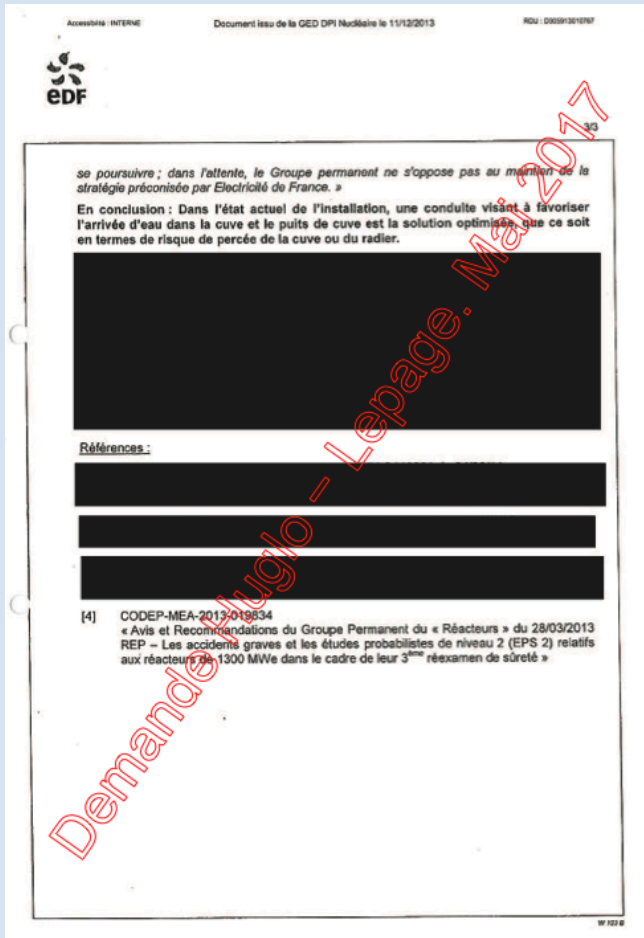 Accessibilité : INTERNE
Document issu de la GED DPI Nucléaire le 11/12/2013
RDU : D305913010767
eDF
3/3
se poursuivre ; dans l'attente, le Groupe permanent ne s'oppose pas au maintien de la
stratégie préconisée par Electricité de France. »
En conclusion : Dans l'état actuel de l'installation, une conduite visant à favoriser
l'arrivée d'eau dans la cuve et le puits de cuve est la solution optimisée, que ce soit
en termes de risque de percée de la cuve ou du radier.
Références :
[4] CODEP-MEA-2013-019834
« Avis et Recommandations du Groupe Permanent du « Réacteurs » du 28/03/2013
REP – Les accidents graves et les études probabilistes de niveau 2 (EPS 2) relatifs
aux réacteurs de 1300 MWe dans le cadre de leur 3ème réexamen de sûreté »
Demande Huglo – Lepage. Mai 2017
W 103 B